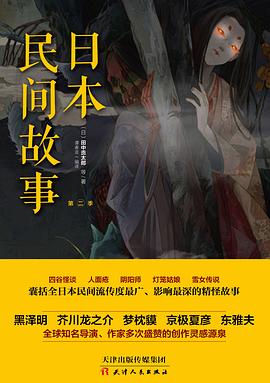 日本
民间故事
第二季
〔日〕田中贡太郎 等/著
四谷怪谈 人面疮 阴阳师 灯笼姑娘 雪女传说
囊括全日本民间流传度最广、影响最深的精怪故事
黑泽明 芥川龙之介 梦枕貘 京极夏彦 东雅夫
全球知名导演、作家多次盛赞的创作灵感源泉
天津出版传媒集团
天津人民出版社